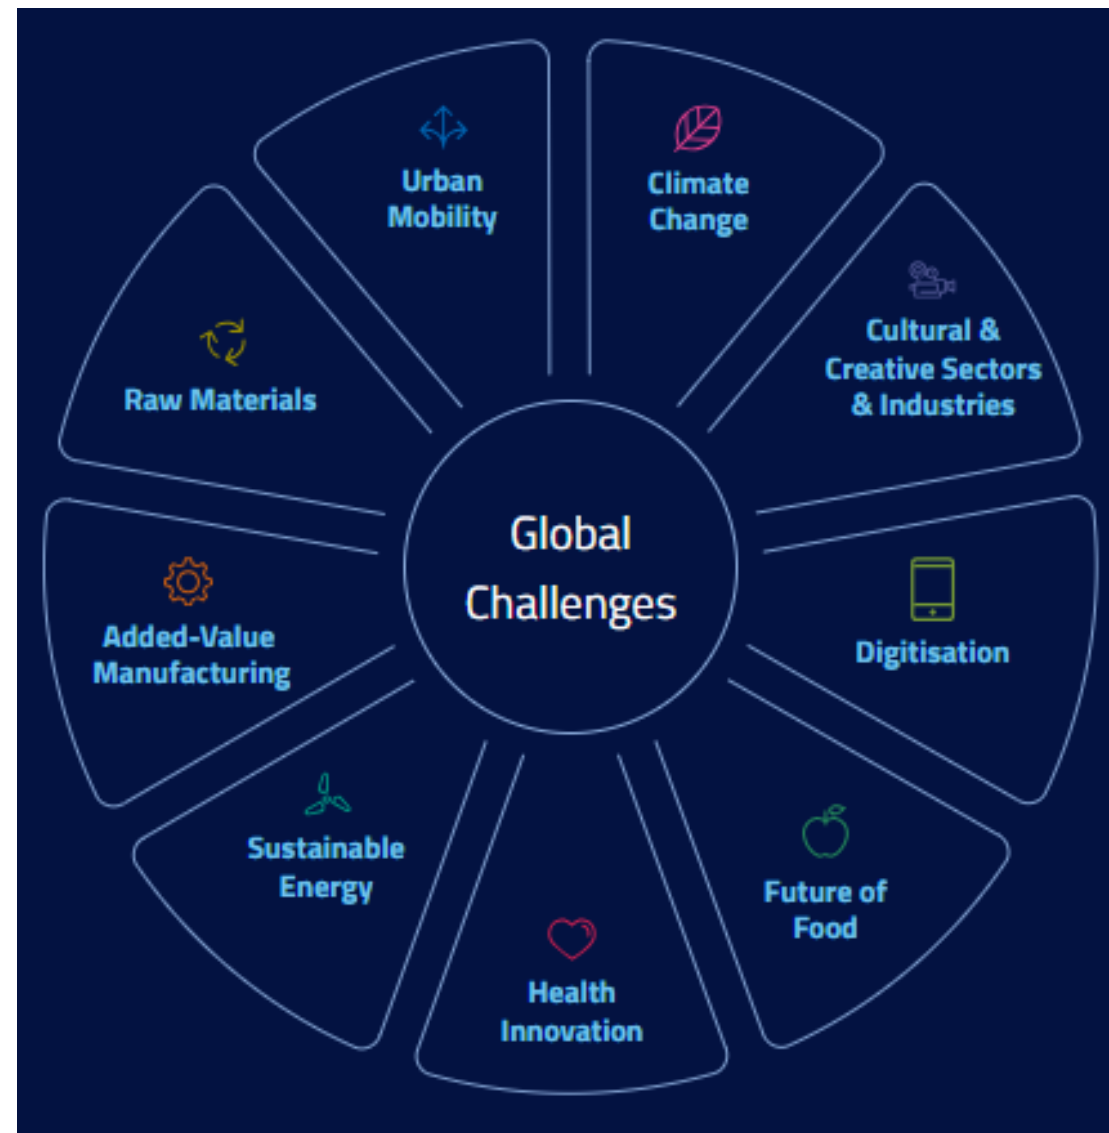 Global
Challenges
Climate
Change
Cultural &
Creative Sectors
& Industries
Digitisation
Future of
Food
Health
Innovation
Sustainable
Energy
Added-Value
Manufacturing
Raw Materials
Urban
Mobility